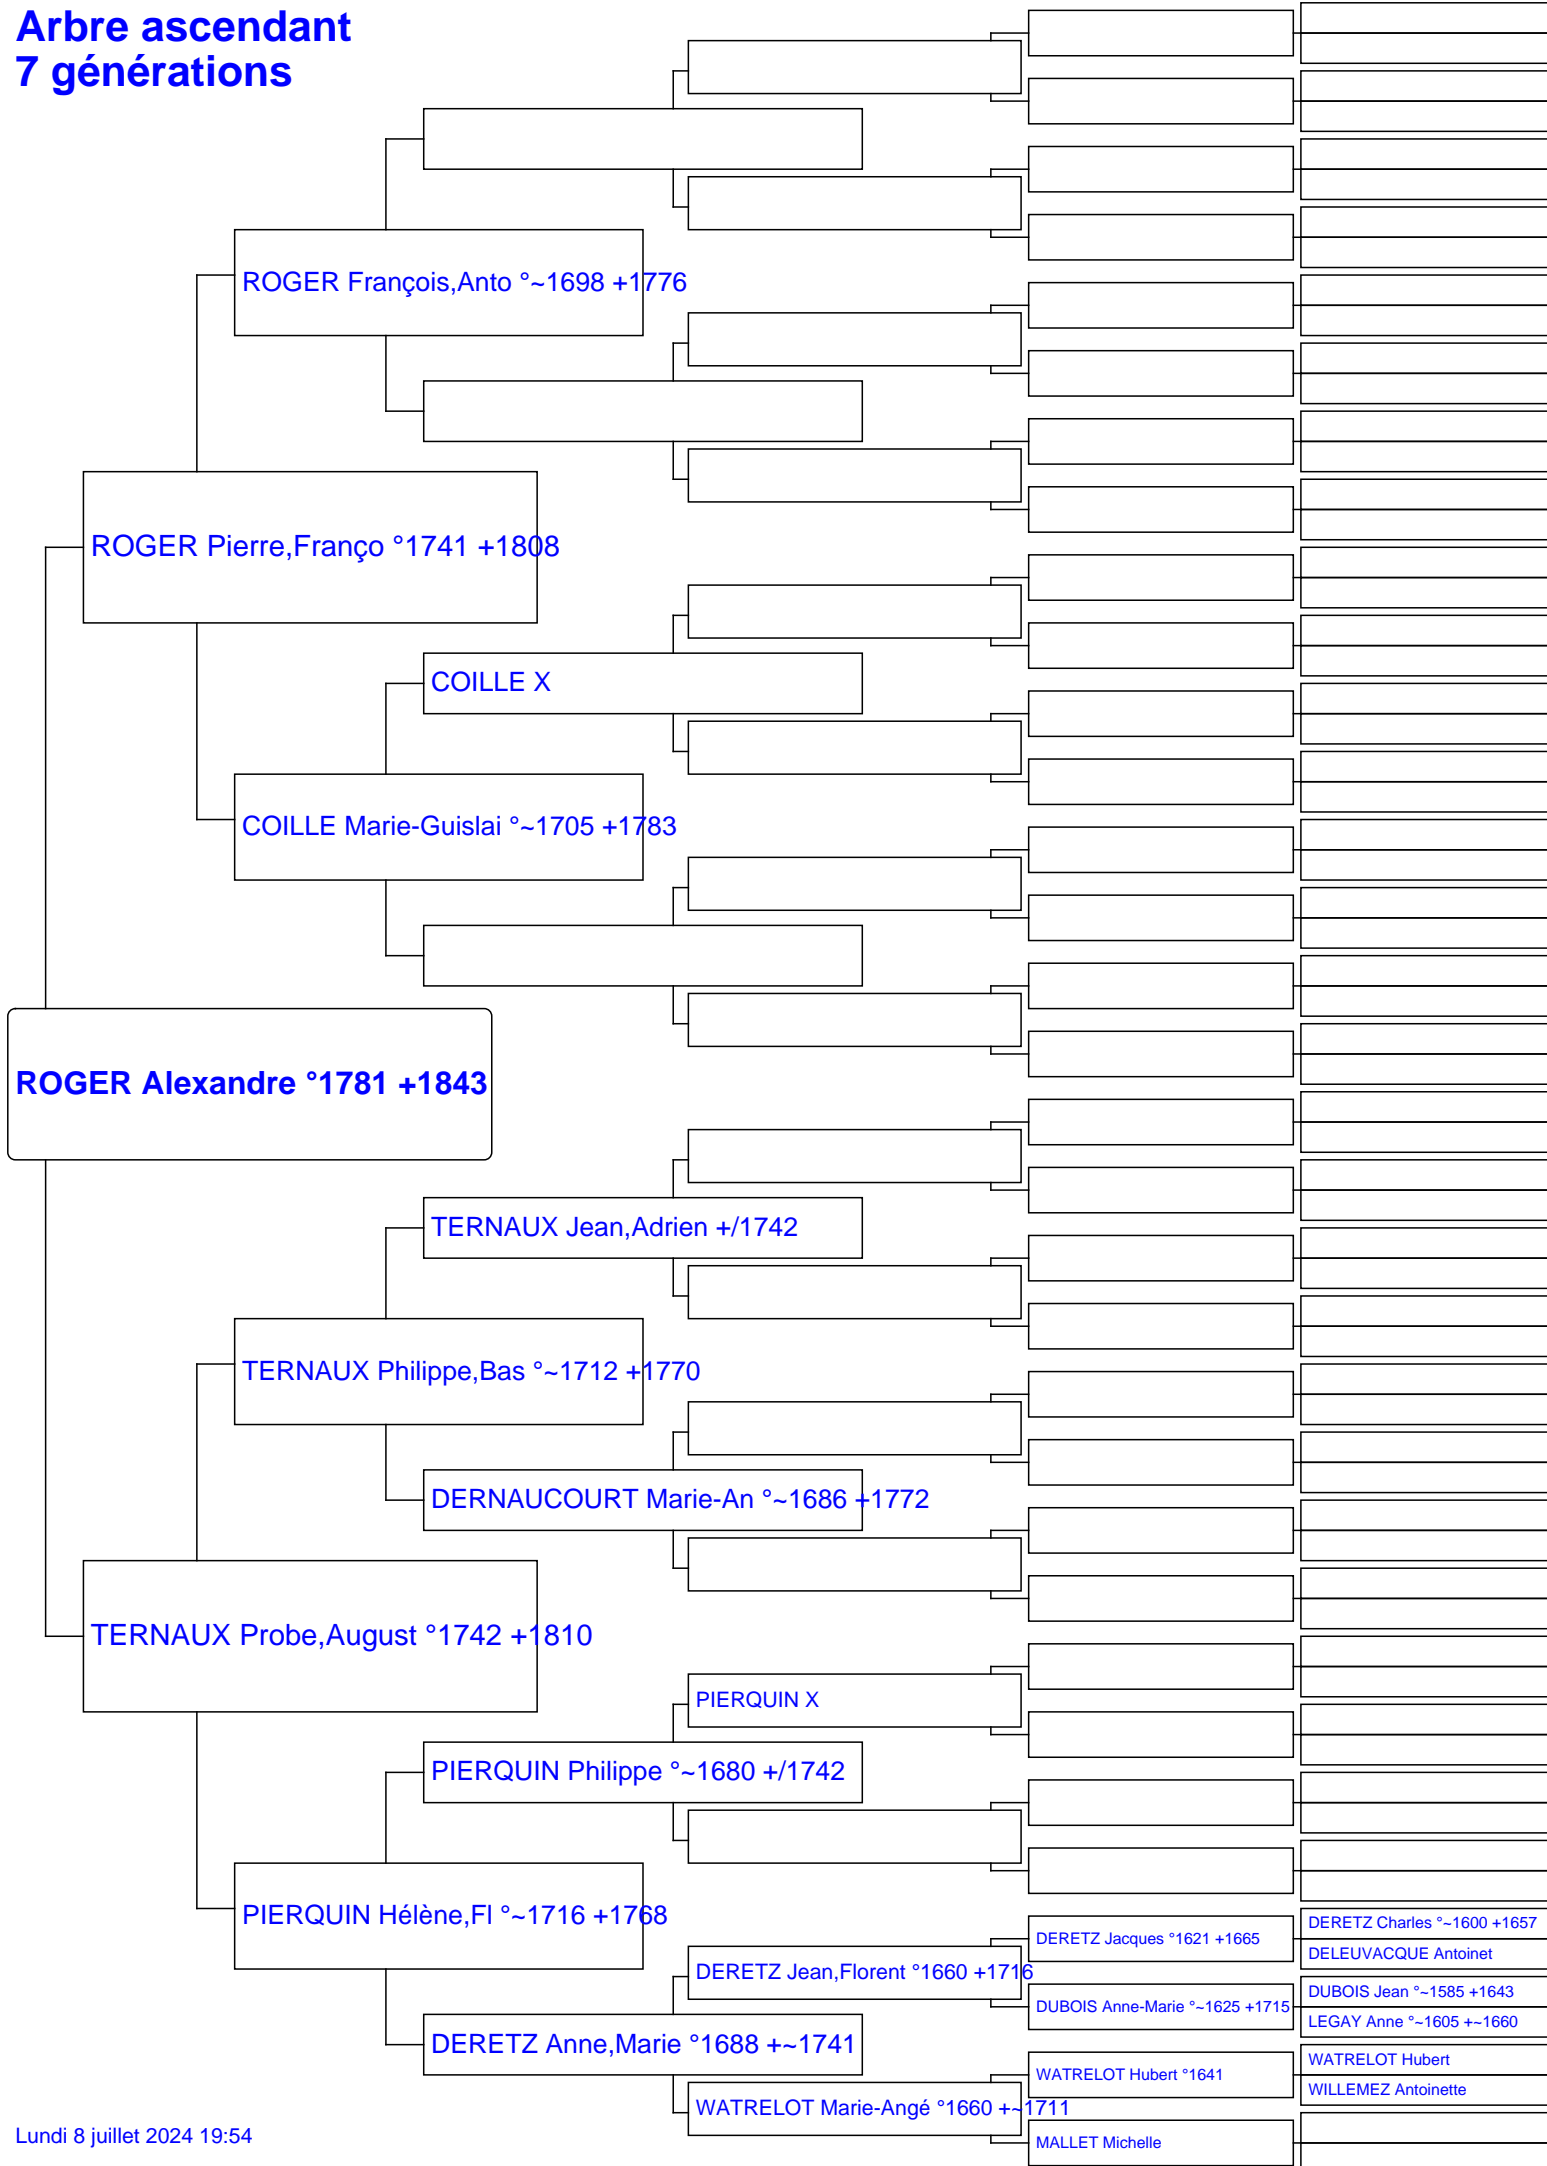 Arbre ascendant
7 générations
ROGER François,Anto °~1698 +1776
ROGER Pierre,Franço °1741 +1808
COILLE X
COILLE Marie-Guislai °~1705 +1783
ROGER Alexandre °1781 +1843
TERNAUX Jean,Adrien +/1742
TERNAUX Philippe,Bas °~1712 +1770
DERNAUCOURT Marie-An °~1686 +1772
TERNAUX Probe,August °1742 +1810
PIERQUIN X
PIERQUIN Philippe °~1680 +/1742
PIERQUIN Hélène,Fl °~1716 +1768
DERETZ Charles °~1600 +1657
DERETZ Jacques °1621 +1665
DELEUVACQUE Antoinet
DERETZ Jean,Florent °1660 +1716
DUBOIS Jean °~1585 +1643
DUBOIS Anne-Marie °~1625 +1715
LEGAY Anne °~1605 +~1660
DERETZ Anne,Marie °1688 +~1741
WATRELOT Hubert
WATRELOT Hubert °1641
WILLEMEZ Antoinette
WATRELOT Marie-Angé °1660 +~1711
MALLET Michelle
Lundi 8 juillet 2024 19:54